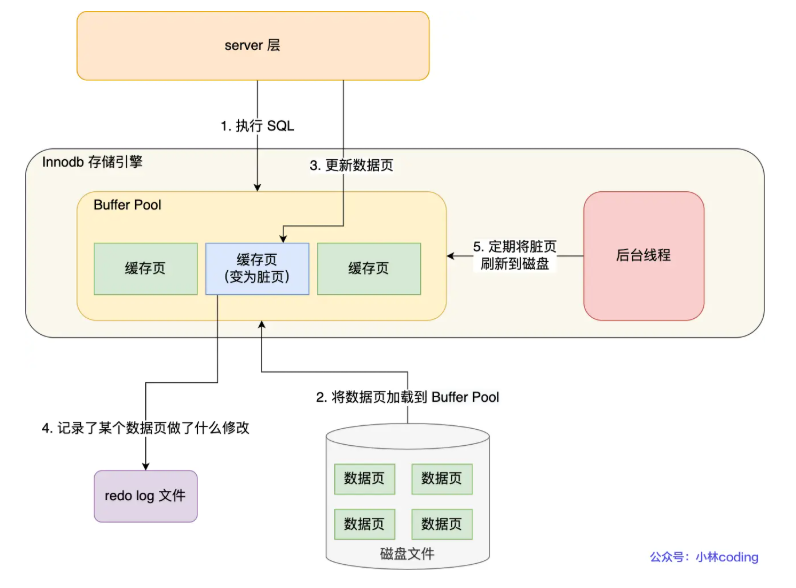 server 层
1. 执行 SQL
Innodb 存储引擎
3. 更新数据页
Buffer Pool
缓存页
缓存页
(变为脏页)
缓存页
5. 定期将脏页
刷新到磁盘
后台线程
2. 将数据页加载到 Buffer Pool
4. 记录了某个数据页做了什么修改
redo log 文件
数据页
数据页
数据页
数据页
磁盘文件
公众号：小林coding